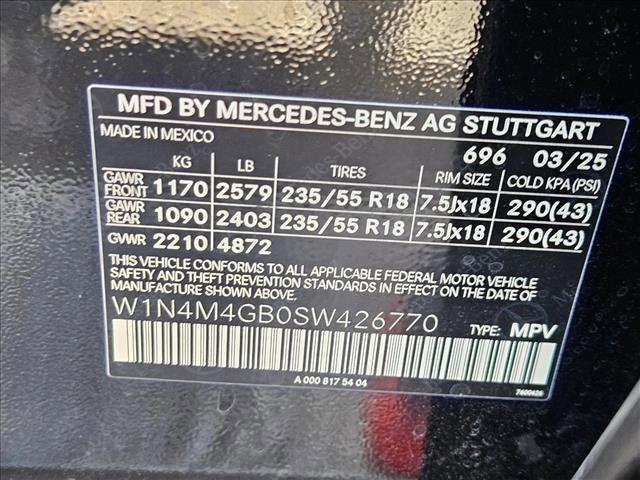 MFD BY MERCEDES-BENZ AG STUTTGART
MADE IN MEXICO 696 03/25
KG LB TIRES RIM SIZE COLD KPA (PSI)
GAWR FRONT 1170 2579 235/55 R18 7.5Jx18 290(43)
GAWR REAR 1090 2403 235/55 R18 7.5Jx18 290(43)
GVWR 2210 4872
THIS VEHICLE CONFORMS TO ALL APPLICABLE FEDERAL MOTOR VEHICLE
SAFETY AND THEFT PREVENTION STANDARDS IN EFFECT ON THE DATE OF
MANUFACTURE SHOWN ABOVE.
W1N4M4GB0SW426770 TYPE: MPV
A 000 817 54 04 7600426